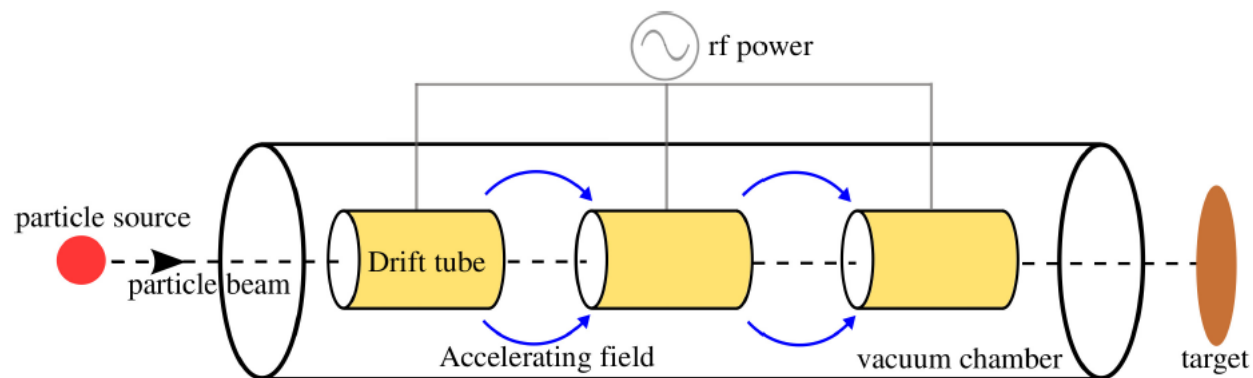 rf power
particle source
particle beam
Drift tube
Accelerating field
vacuum chamber
target